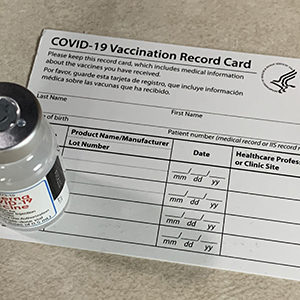 COVID-19 Vaccination Record Card
Please keep this record card, which includes medical information
about the vaccines you have received.
Por favor, guarde esta tarjeta de registro, que incluye información
médica sobre las vacunas que ha recibido.
Last Name
First Name
of birth
Patient number (medical record or IIS record
Product Name/Manufacturer
Date
Healthcare Profes
Lot Number
or Clinic Site
mm dd yy
mm dd yy
mm dd yy
mm dd yy